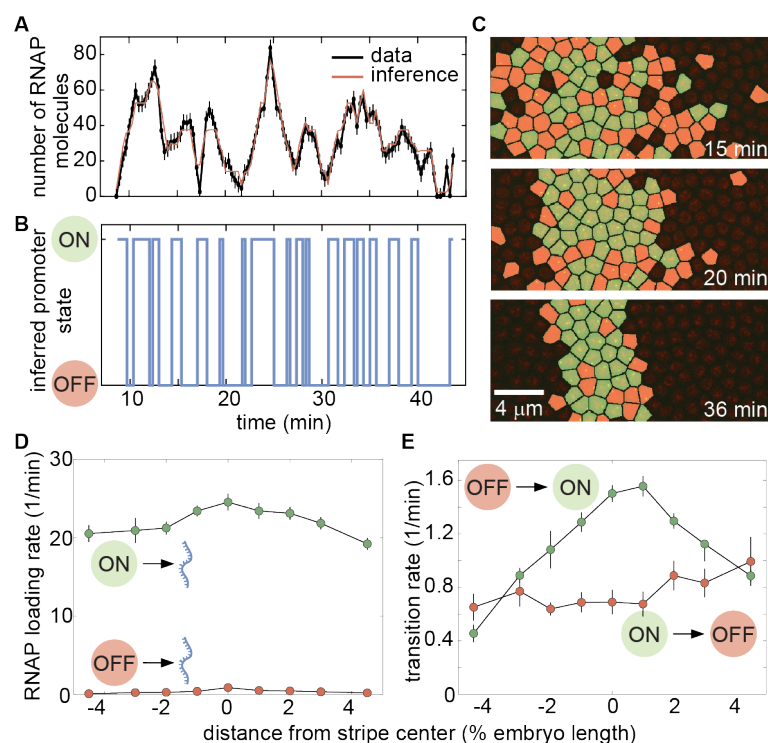 A
number of RNAP
molecules
80
60
40
20
0
data
inference
B
inferred promoter
state
ON
OFF
10
20
30
40
time (min)
C
15 min
20 min
4 μm
36 min
D
RNAP loading rate (1/min)
30
20
10
0
ON
OFF
-4
-2
0
2
4
E
transition rate (1/min)
1.6
1.2
0.8
0.4
0
OFF
ON
ON
OFF
-4
-2
0
2
4
distance from stripe center (% embryo length)